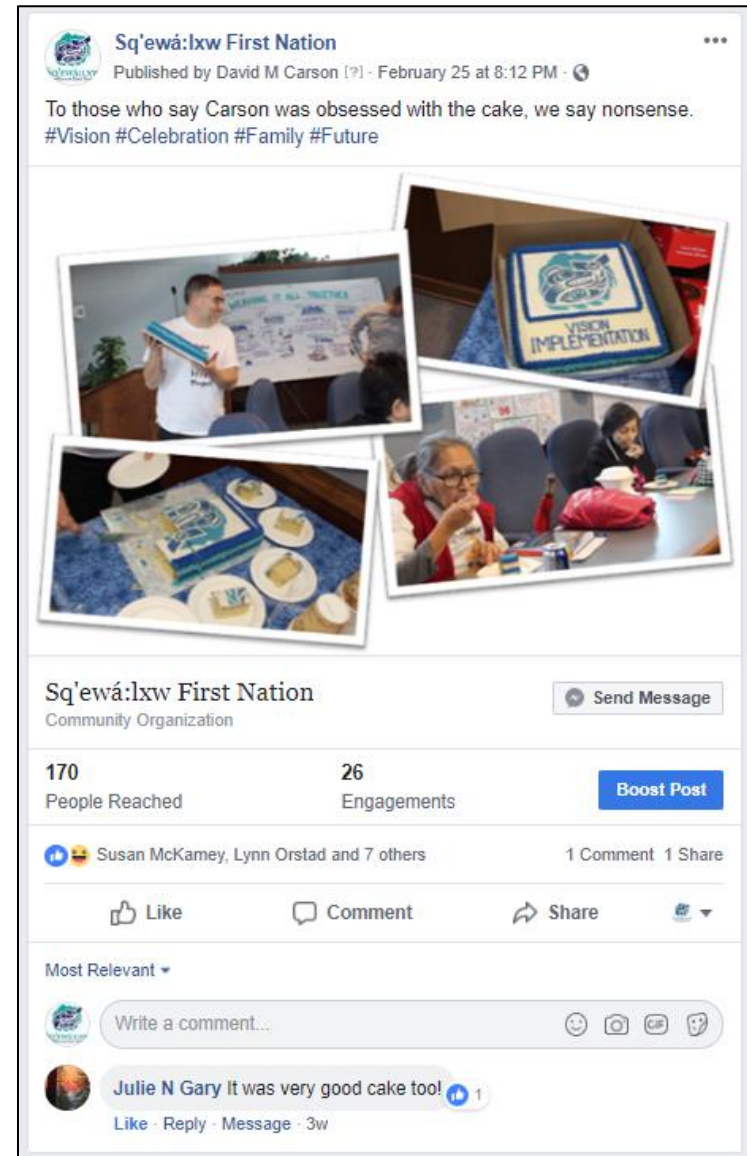 Sq'ewá:lxw First Nation
Published by David M Carson [?] · February 25 at 8:12 PM ·
To those who say Carson was obsessed with the cake, we say nonsense.
#Vision #Celebration #Family #Future
WEAVING IT ALL TOGETHER
VISION
IMPLEMENTATION
Sq'ewá:lxw First Nation
Community Organization
Send Message
170
People Reached
26
Engagements
Boost Post
Susan McKamey, Lynn Orstad and 7 others
1 Comment 1 Share
Like Comment Share
Most Relevant
Write a comment...
GIF
Julie N Gary It was very good cake too!
1
Like · Reply · Message · 3w